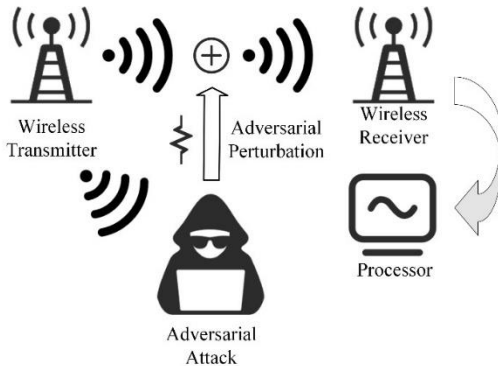 Wireless
Transmitter
Adversarial
Perturbation
Wireless
Receiver
Processor
Adversarial
Attack